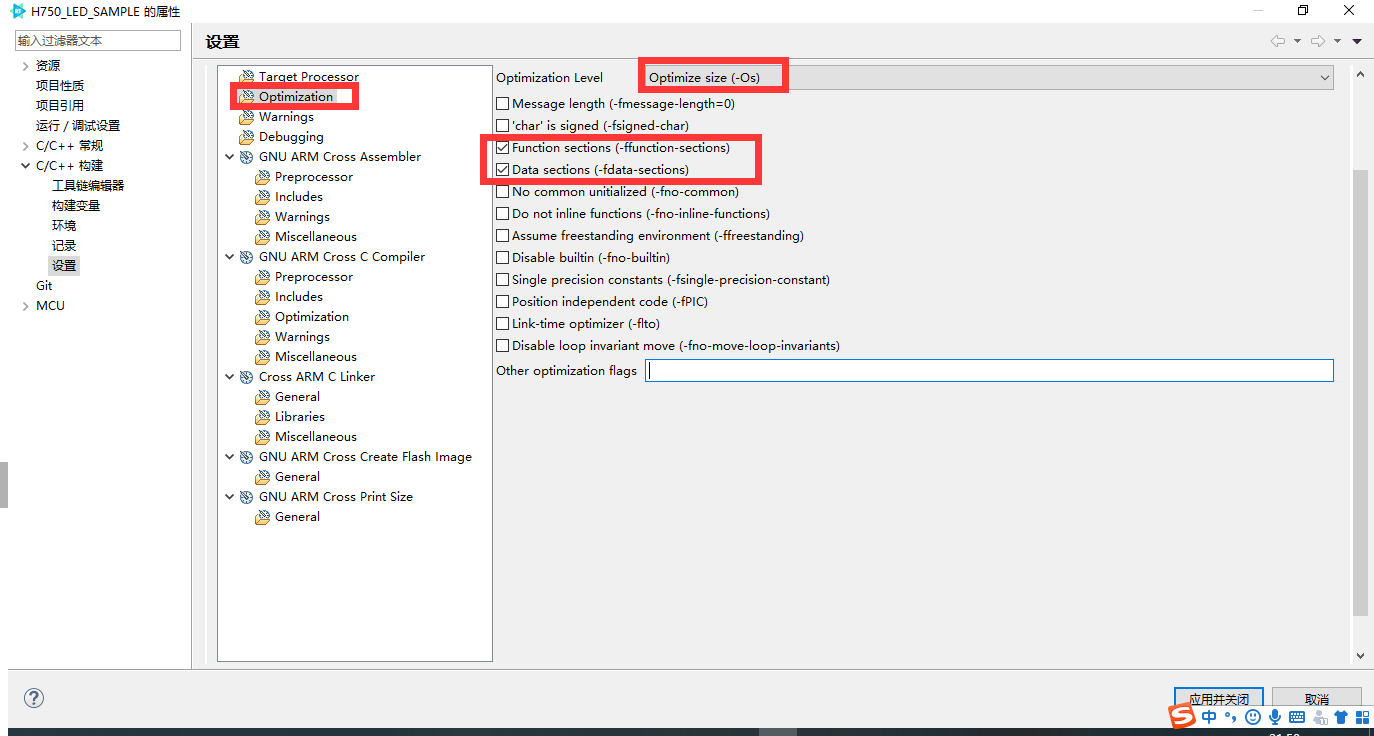 H750_LED_SAMPLE 的属性
输入过滤器文本
资源
项目性质
项目引用
运行 / 调试设置
C/C++ 常规
C/C++ 构建
工具链编辑器
构建变量
环境
记录
设置
Git
MCU
设置
Target Processor
Optimization
Warnings
Debugging
GNU ARM Cross Assembler
Preprocessor
Includes
Warnings
Miscellaneous
GNU ARM Cross C Compiler
Preprocessor
Includes
Optimization
Warnings
Miscellaneous
Cross ARM C Linker
General
Libraries
Miscellaneous
GNU ARM Cross Create Flash Image
General
GNU ARM Cross Print Size
General
Optimization Level Optimize size (-Os)
Message length (-fmessage-length=0)
'char' is signed (-fsigned-char)
Function sections (-ffunction-sections)
Data sections (-fdata-sections)
No common unitialized (-fno-common)
Do not inline functions (-fno-inline-functions)
Assume freestanding environment (-ffreestanding)
Disable builtin (-fno-builtin)
Single precision constants (-fsingle-precision-constant)
Position independent code (-fPIC)
Link-time optimizer (-flto)
Disable loop invariant move (-fno-move-loop-invariants)
Other optimization flags
应用并关闭 取消
中